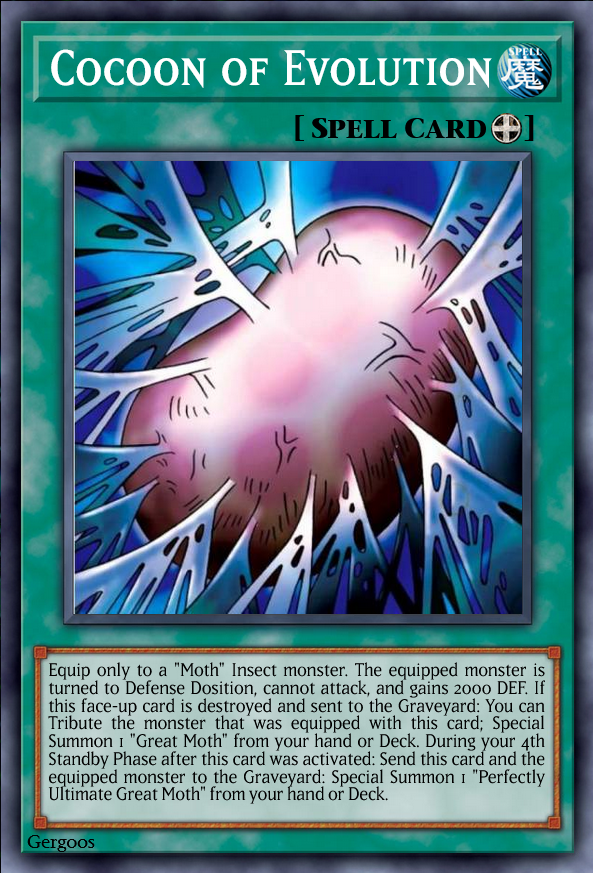 Cocoon of Evolution
SPELL
魔
[ Spell Card ]
Equip only to a "Moth" Insect monster. The equipped monster is
turned to Defense Dosition, cannot attack, and gains 2000 DEF. If
this face-up card is destroyed and sent to the Graveyard: You can
Tribute the monster that was equipped with this card; Special
Summon 1 "Great Moth" from your hand or Deck. During your 4th
Standby Phase after this card was activated: Send this card and the
equipped monster to the Graveyard: Special Summon 1 "Perfectly
Ultimate Great Moth" from your hand or Deck.
Gergoos